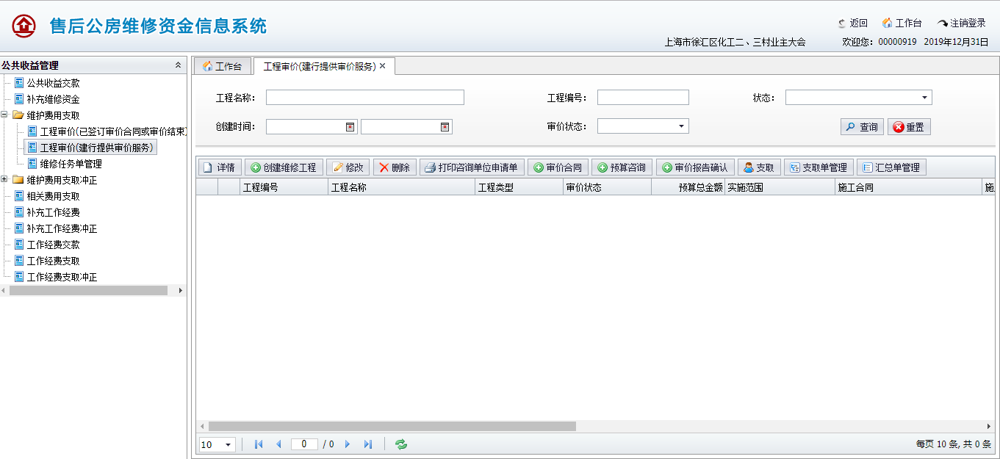 售后公房维修资金信息系统
返回 工作台 注销登录
上海市徐汇区化工二、三村业主大会 欢迎您: 00000919 2019年12月31日
公共收益管理
公共收益交款
补充维修资金
维护费用支取
工程审价(已签订审价合同或审价结束)
工程审价(建行提供审价服务)
维修任务单管理
维护费用支取冲正
相关费用支取
补充工作经费
补充工作经费冲正
工作经费交款
工作经费支取
工作经费支取冲正
工作台 工程审价(建行提供审价服务) ×
工程名称: 工程编号: 状态:
创建时间: 审价状态: 查询 重置
详情 创建维修工程 修改 删除 打印咨询单位申请单 审价合同 预算咨询 审价报告确认 支取 支取单管理 汇总单管理
工程编号 工程名称 工程类型 审价状态 预算总金额 实施范围 施工合同 施
10 0 / 0 每页 10 条, 共 0 条